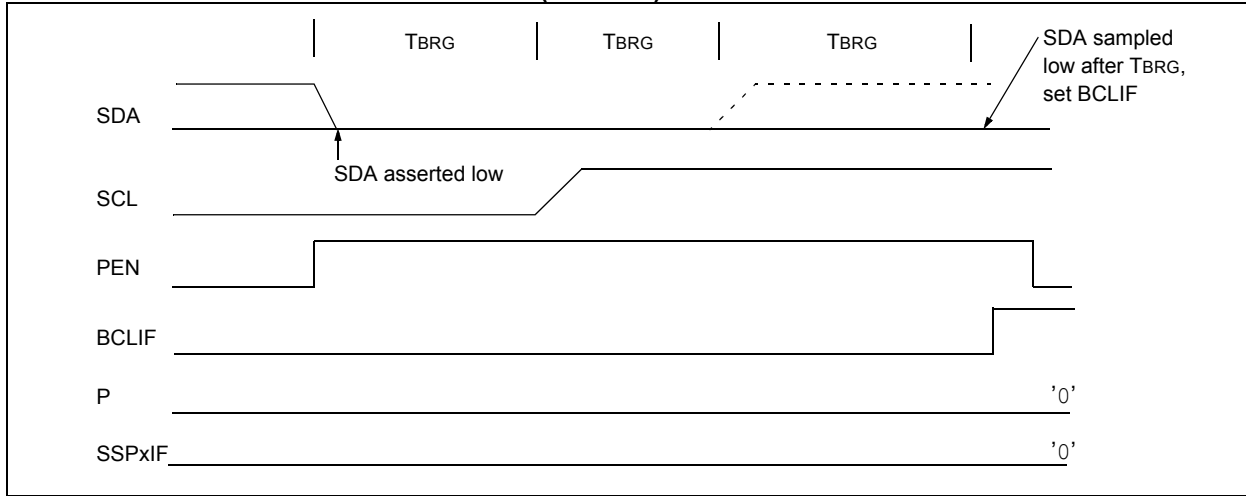 TBRG TBRG TBRG
SDA sampled
low after TBRG,
set BCLIF
SDA
SDA asserted low
SCL
PEN
BCLIF
P '0'
SSPxIF '0'